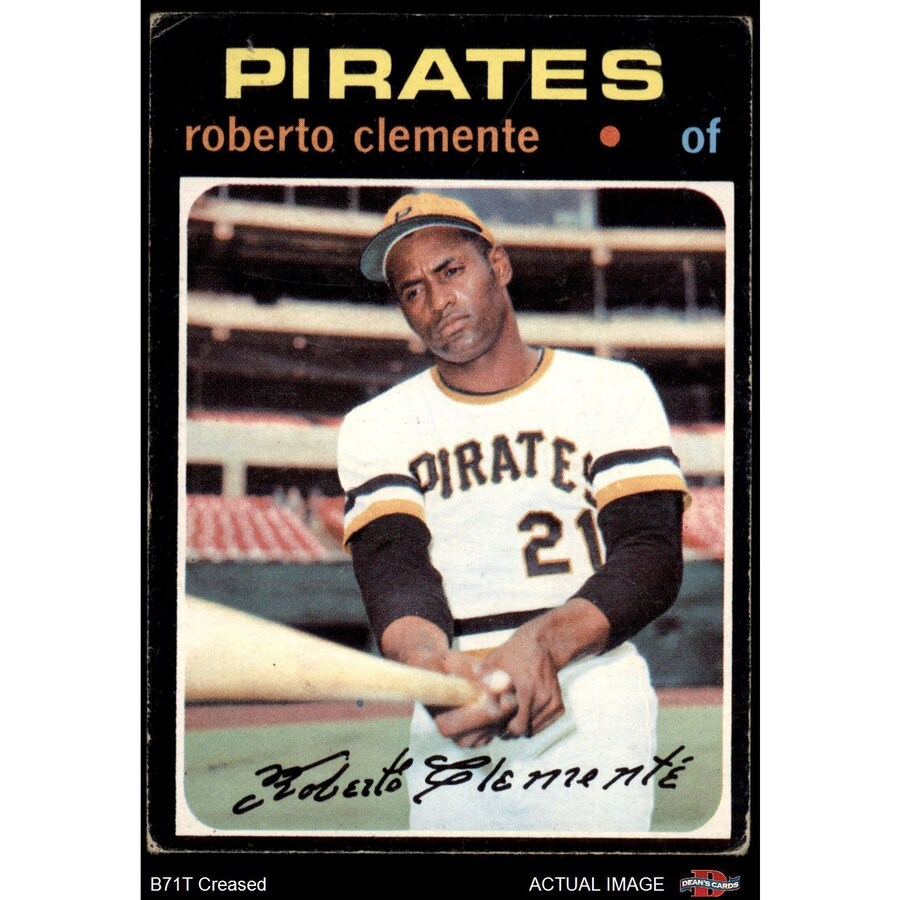 PIRATES
roberto clemente • of
P
PIRATES
21
Roberto Clemente
B71T Creased
ACTUAL IMAGE
DEAN'S CARDS